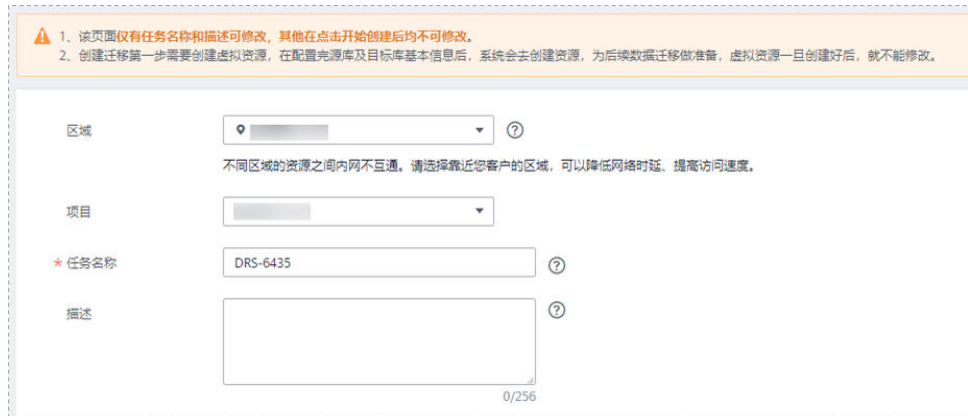 1、该页面仅有任务名称和描述可修改，其他在点击开始创建后均不可修改。
2、创建迁移第一步需要创建虚拟资源，在配置完源库及目标库基本信息后，系统会去创建资源，为后续数据迁移做准备，虚拟资源一旦创建好后，就不能修改。
区域
不同区域的资源之间内网不互通。请选择靠近您客户的区域，可以降低网络时延、提高访问速度。
项目
* 任务名称 DRS-6435
描述
0/256